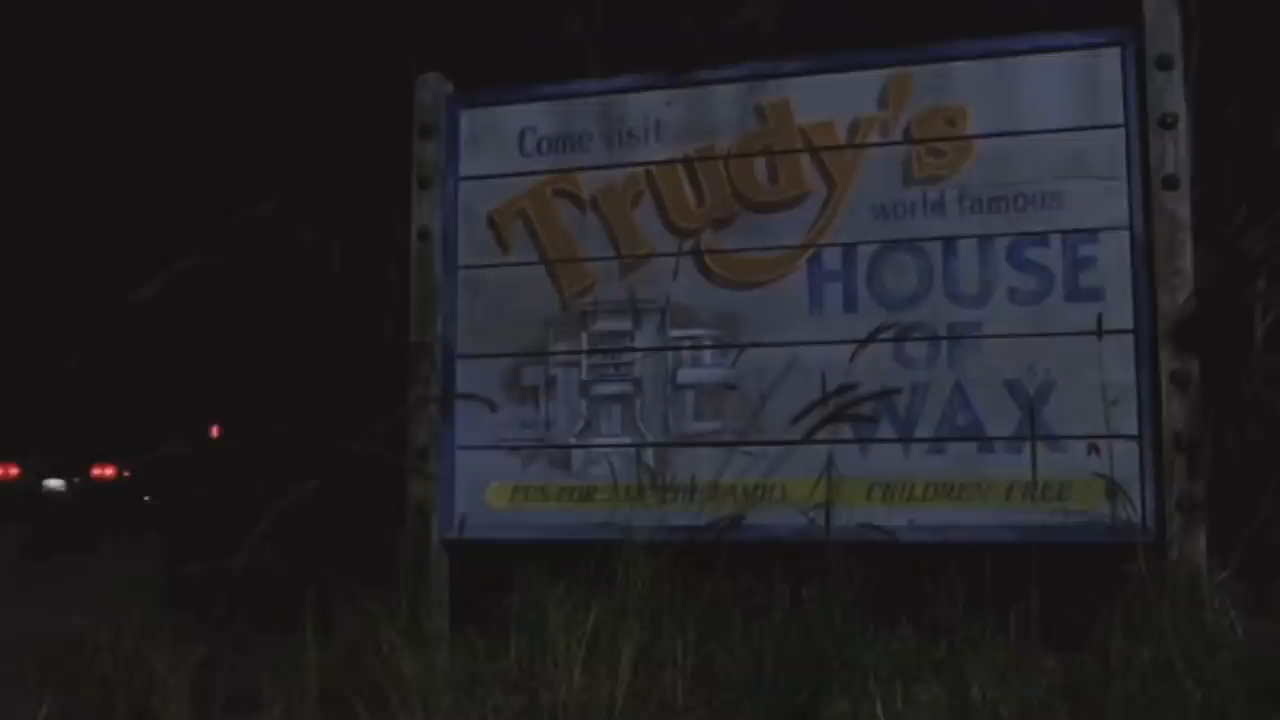 Come visit
Trudy's
world famous
HOUSE
OF
WAX
FUN FOR ALL THE FAMILY
CHILDREN FREE